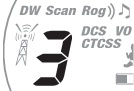 DW Scan Rog
DCS VO
CTCSS
3